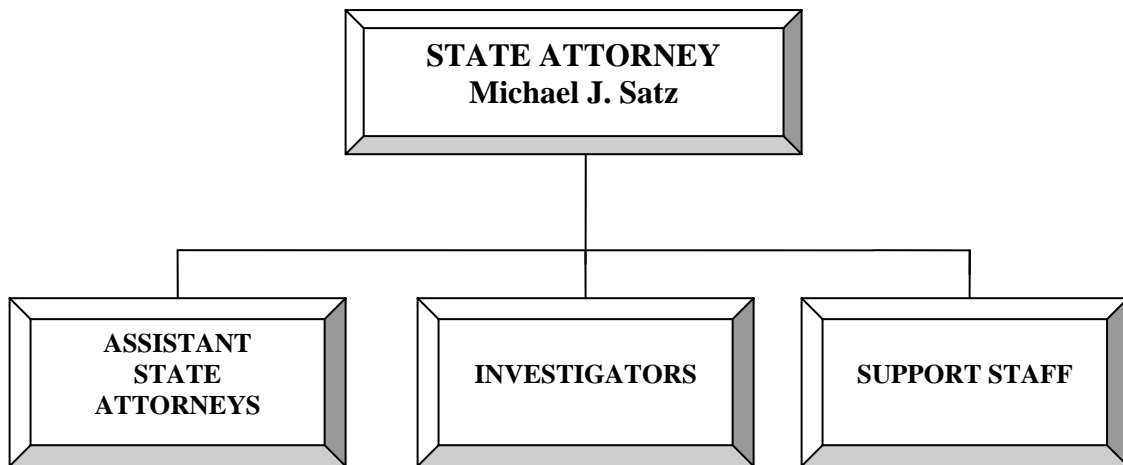 STATE ATTORNEY
Michael J. Satz
ASSISTANT
STATE
ATTORNEYS
INVESTIGATORS
SUPPORT STAFF